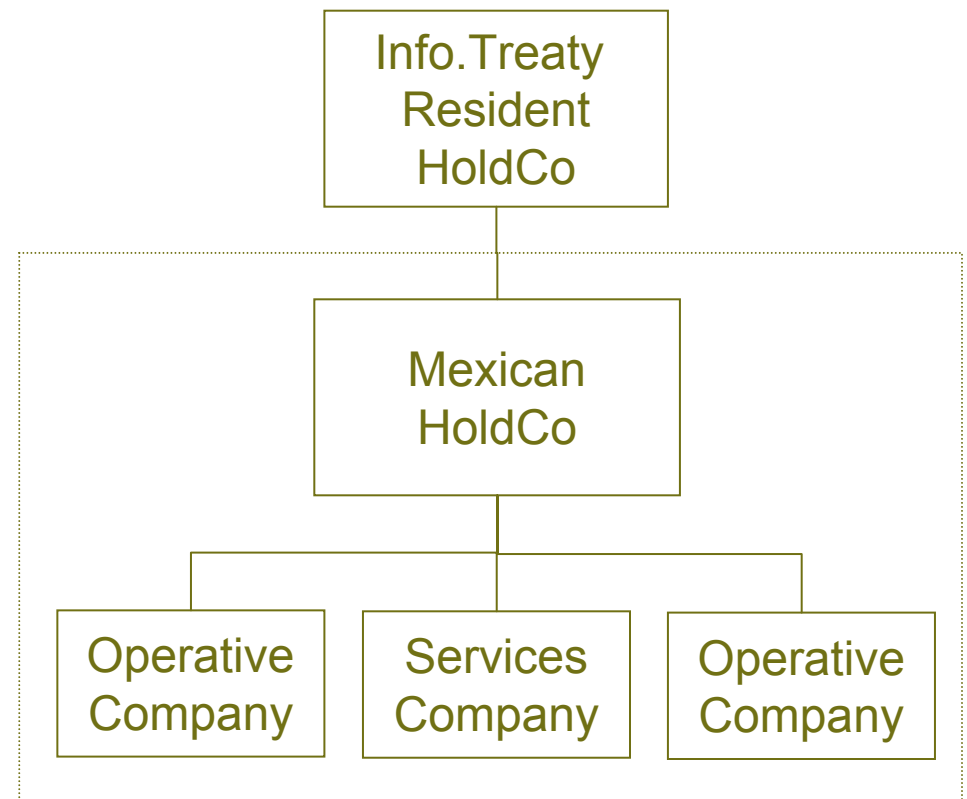 Info.Treaty
Resident
HoldCo
Mexican
HoldCo
Operative
Company
Services
Company
Operative
Company